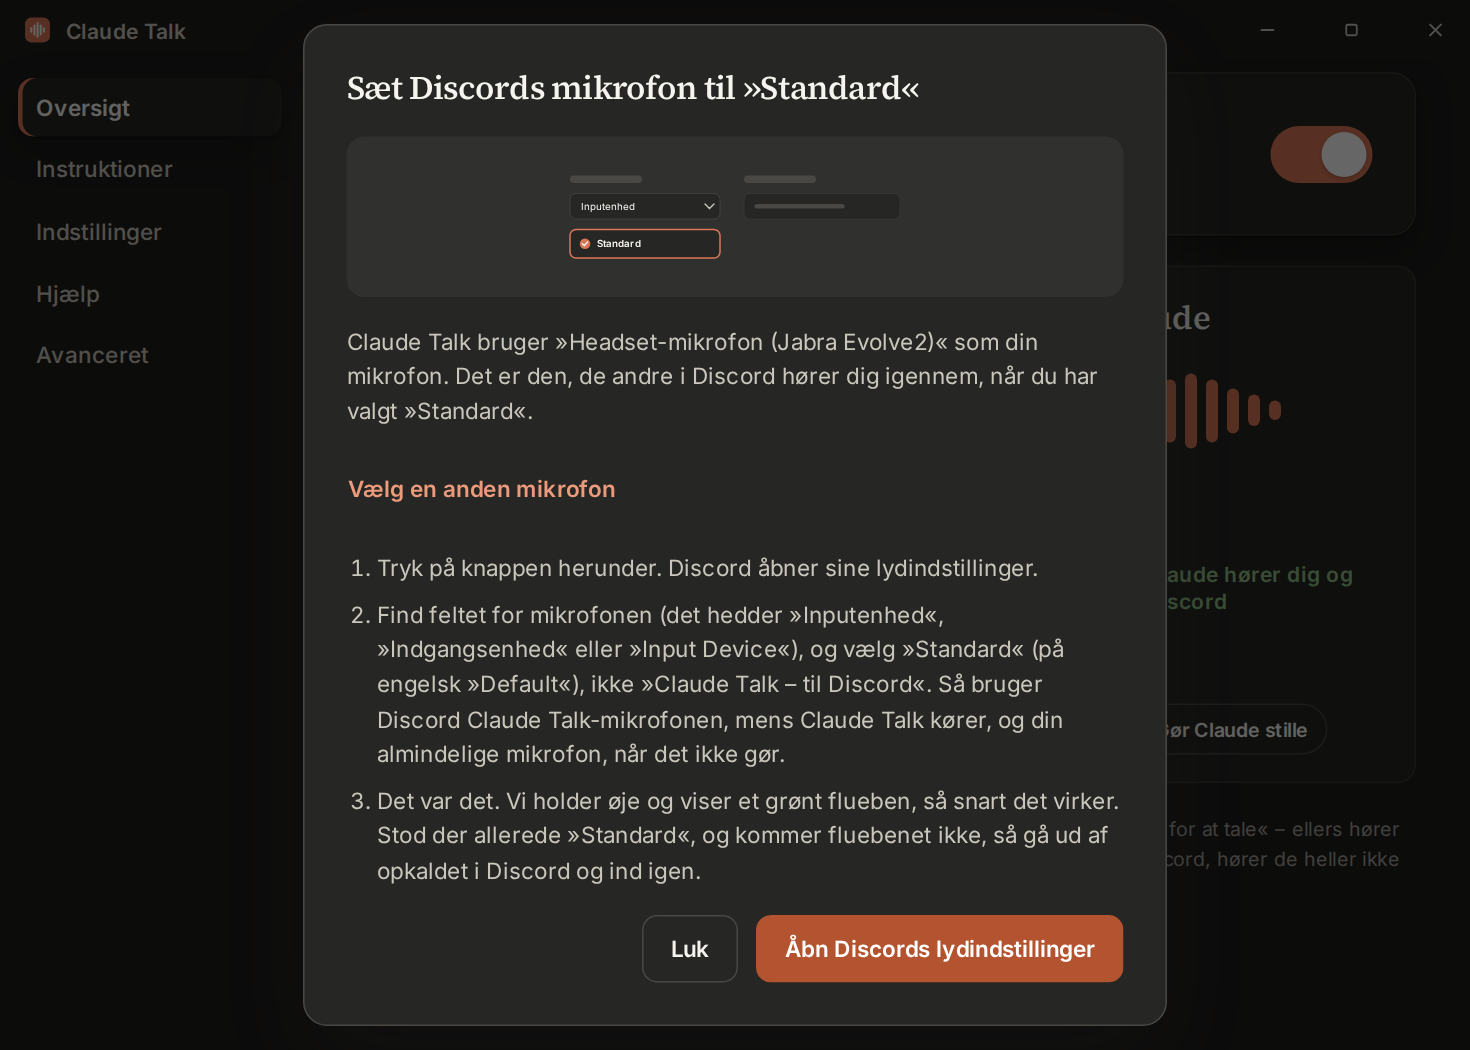 Claude Talk
Oversigt
Instruktioner
Indstillinger
Hjælp
Avanceret
Sæt Discords mikrofon til »Standard«
Inputenhed
Standard
Claude Talk bruger »Headset-mikrofon (Jabra Evolve2)« som din
mikrofon. Det er den, de andre i Discord hører dig igennem, når du har
valgt »Standard«.
Vælg en anden mikrofon
1. Tryk på knappen herunder. Discord åbner sine lydindstillinger.
2. Find feltet for mikrofonen (det hedder »Inputenhed«,
»Indgangsenhed« eller »Input Device«), og vælg »Standard« (på
engelsk »Default«), ikke »Claude Talk – til Discord«. Så bruger
Discord Claude Talk-mikrofonen, mens Claude Talk kører, og din
almindelige mikrofon, når det ikke gør.
3. Det var det. Vi holder øje og viser et grønt flueben, så snart det virker.
Stod der allerede »Standard«, og kommer fluebenet ikke, så gå ud af
opkaldet i Discord og ind igen.
Luk
Åbn Discords lydindstillinger
hører dig og
Claude stille
for at tale« – ellers hører
hører de heller ikke